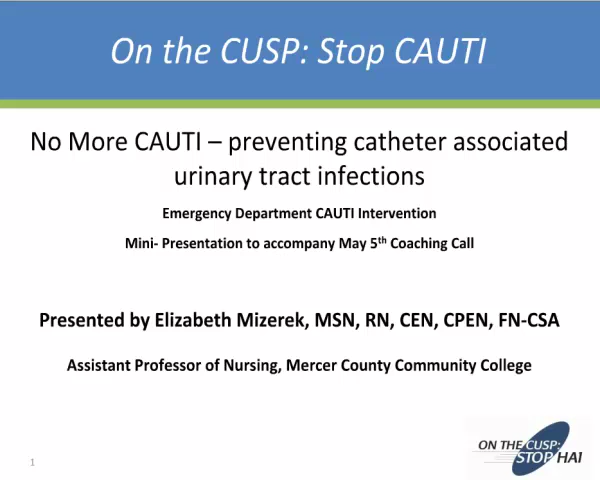 On the CUSP: Stop CAUTI
No More CAUTI – preventing catheter associated
urinary tract infections
Emergency Department CAUTI Intervention
Mini- Presentation to accompany May 5th Coaching Call
Presented by Elizabeth Mizerek, MSN, RN, CEN, CPEN, FN-CSA
Assistant Professor of Nursing, Mercer County Community College
ON THE CUSP:
STOP HAI
1